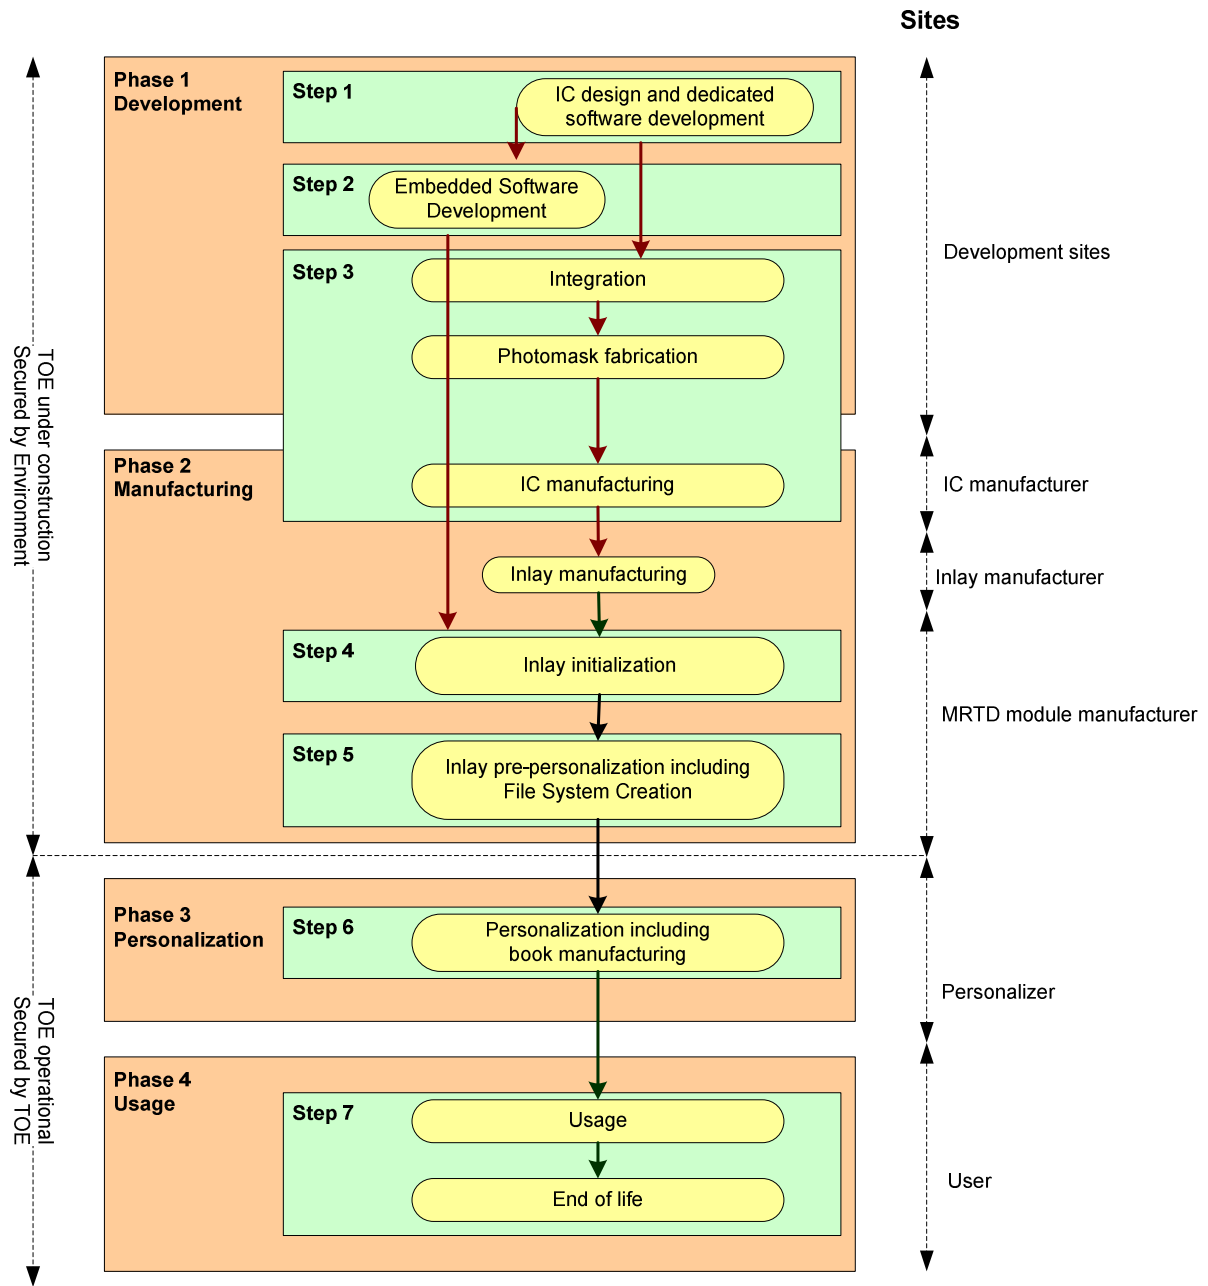 Sites
Phase 1
Development
Step 1
IC design and dedicated
software development
Step 2
Embedded Software
Development
Step 3
Integration
Photomask fabrication
Development sites
TOE under construction
Secured by Environment
Phase 2
Manufacturing
IC manufacturing
IC manufacturer
Inlay manufacturing
Inlay manufacturer
Step 4
Inlay initialization
MRTD module manufacturer
Step 5
Inlay pre-personalization including
File System Creation
Phase 3
Personalization
Step 6
Personalization including
book manufacturing
Personalizer
TOE operational
Secured by TOE
Phase 4
Usage
Step 7
Usage
End of life
User